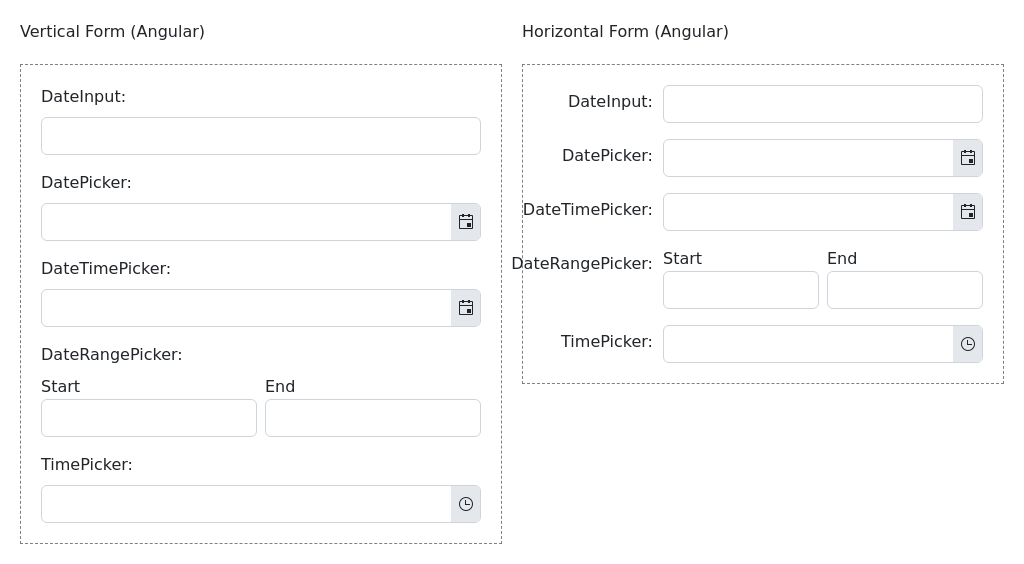 Vertical Form (Angular)
DateInput:
DatePicker:
DateTimePicker:
DateRangePicker:
Start End
TimePicker:
Horizontal Form (Angular)
DateInput:
DatePicker:
DateTimePicker:
DateRangePicker: Start End
TimePicker: